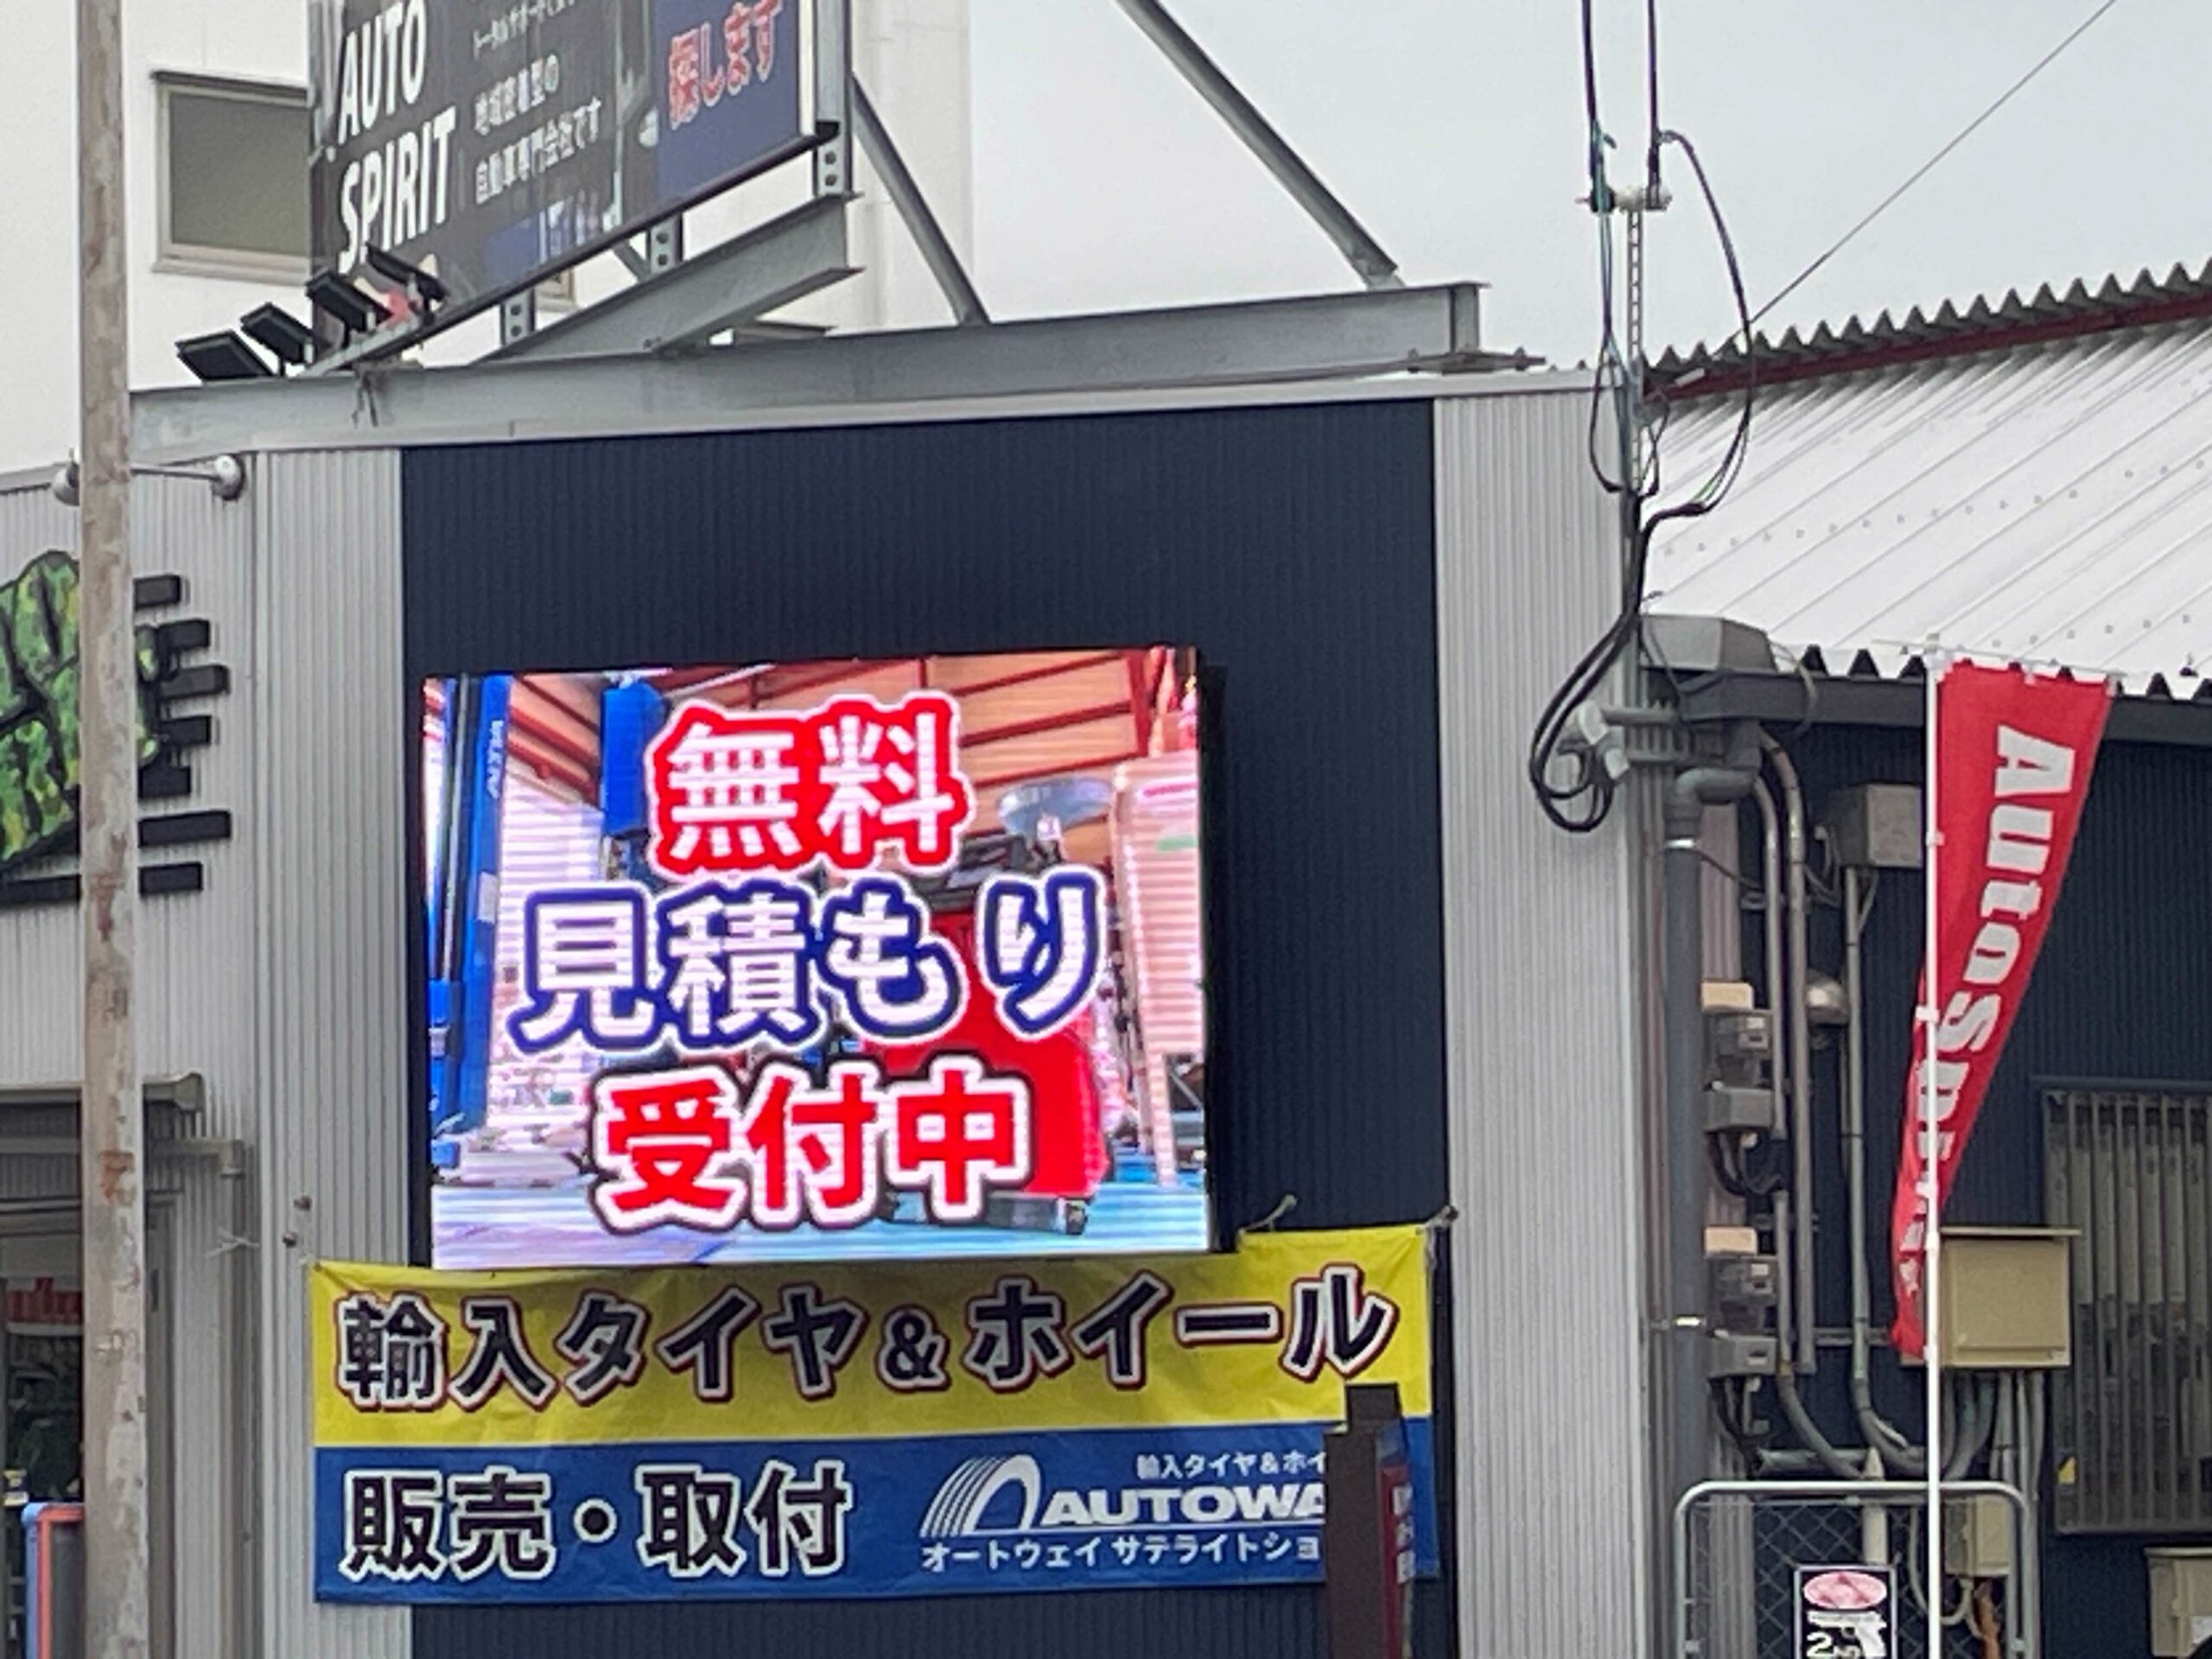 AUTO
SPIRIT
地域密着型の
自動車専門会社です
探します
無料
見積もり
受付中
輸入タイヤ&ホイール
販売・取付
輸入タイヤ&ホイ
AUTOWA
オートウェイ サテライトショ
AutoSpirit